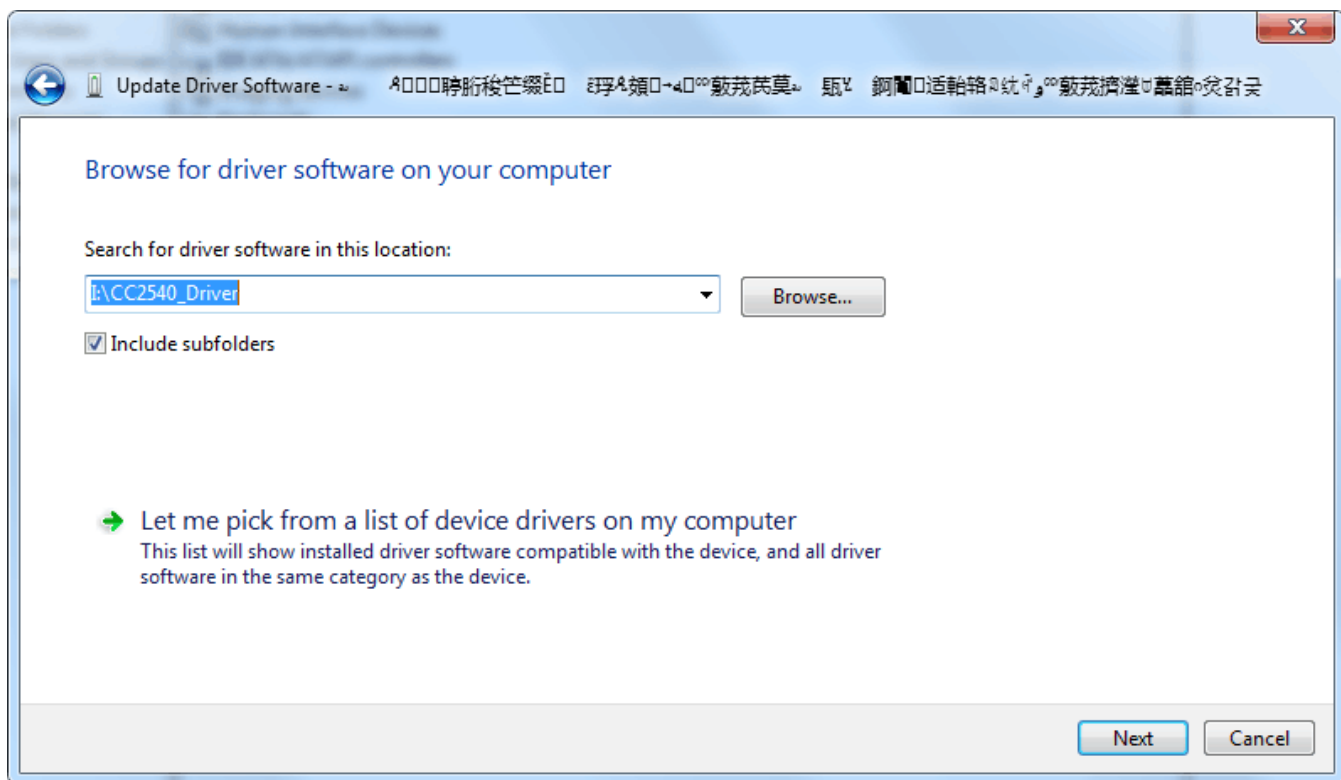 Update Driver Software -
Browse for driver software on your computer
Search for driver software in this location:
I:\CC2540_Driver
Browse...
Include subfolders
Let me pick from a list of device drivers on my computer
This list will show installed driver software compatible with the device, and all driver
software in the same category as the device.
Next
Cancel